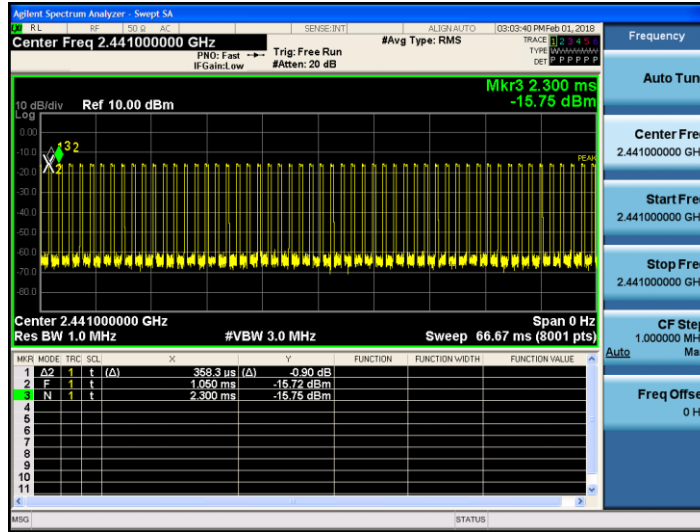 Agilent Spectrum Analyzer - Swept SA
RL RF 50 Ω AC SENSE:INT ALIGN AUTO 03:03:40 PM Feb 01, 2018
Center Freq 2.441000000 GHz
#Avg Type: RMS
TRACE 1 2 3 4 5 6
PNO: Fast Trig: Free Run
TYPE
IFGain:Low #Atten: 20 dB
DET P P P P P P
Mkr3 2.300 ms
-15.75 dBm
10 dB/div Ref 10.00 dBm
Log
0.00
-10.0
-20.0
-30.0
-40.0
-50.0
-60.0
-70.0
-80.0
132
2
PEAK
Center 2.441000000 GHz Span 0 Hz
Res BW 1.0 MHz #VBW 3.0 MHz Sweep 66.67 ms (8001 pts)
MKR MODE TRC SCL X Y FUNCTION FUNCTION WIDTH FUNCTION VALUE
1 Δ2 1 t (Δ) 358.3 µs (Δ) -0.90 dB
2 F 1 t 1.050 ms -15.72 dBm
3 N 1 t 2.300 ms -15.75 dBm
4
5
6
7
8
9
10
11
MSG STATUS
Frequency
Auto Tun
Center Fre
2.441000000 GH
Start Fre
2.441000000 GH
Stop Fre
2.441000000 GH
CF Ste
1.000000 MH
Auto Ma
Freq Offse
0 H